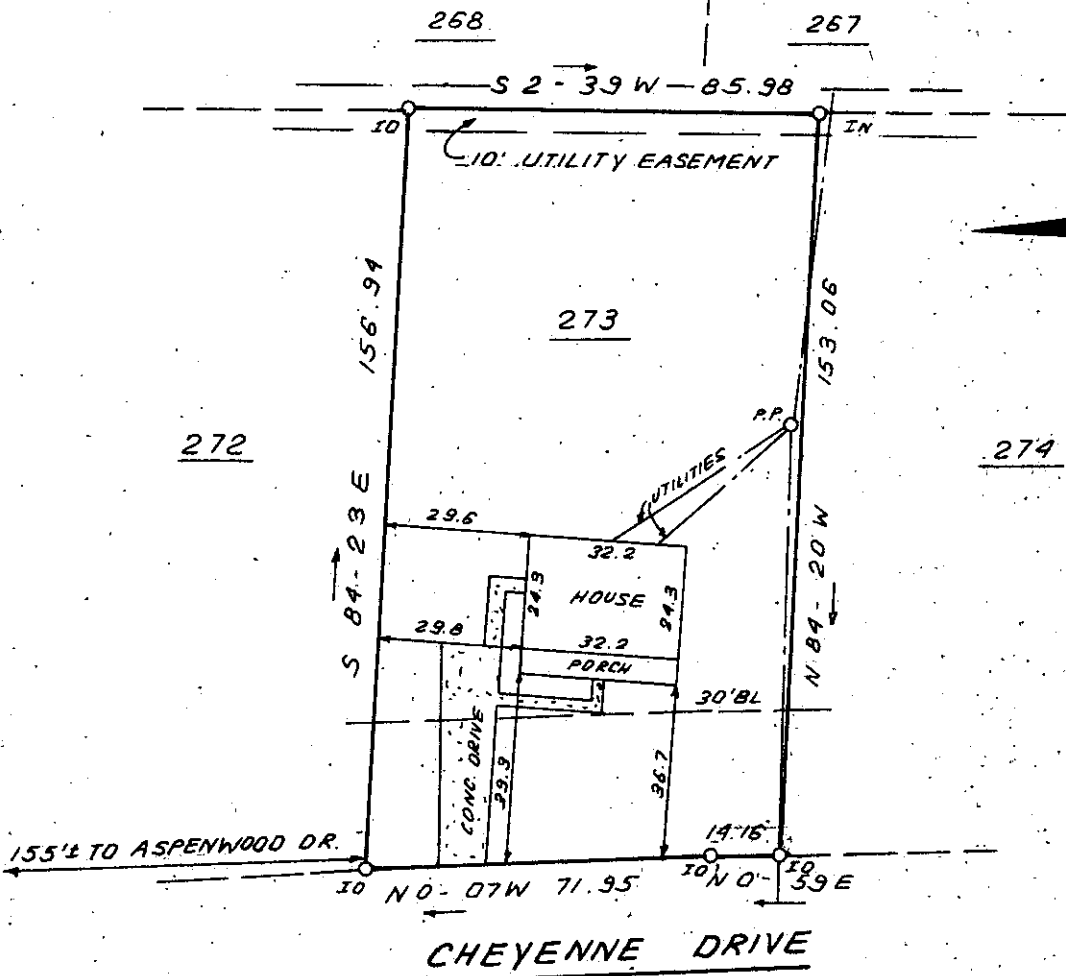 268
267
S 2 - 39 W — 85.98
IO
IN
10' UTILITY EASEMENT
156.94
273
153.06
P.P.
272
274
UTILITIES
S 84 - 23 E
29.6
32.2
N 84 - 20 W
24.9
HOUSE
24.3
29.8
32.2
PORCH
30' BL
CONC. DRIVE
39.9
36.7
14.16
155'± TO ASPENWOOD DR.
IO
N 0 - 07 W 71.95
IO
N 0 - 59 E
IO
CHEYENNE DRIVE